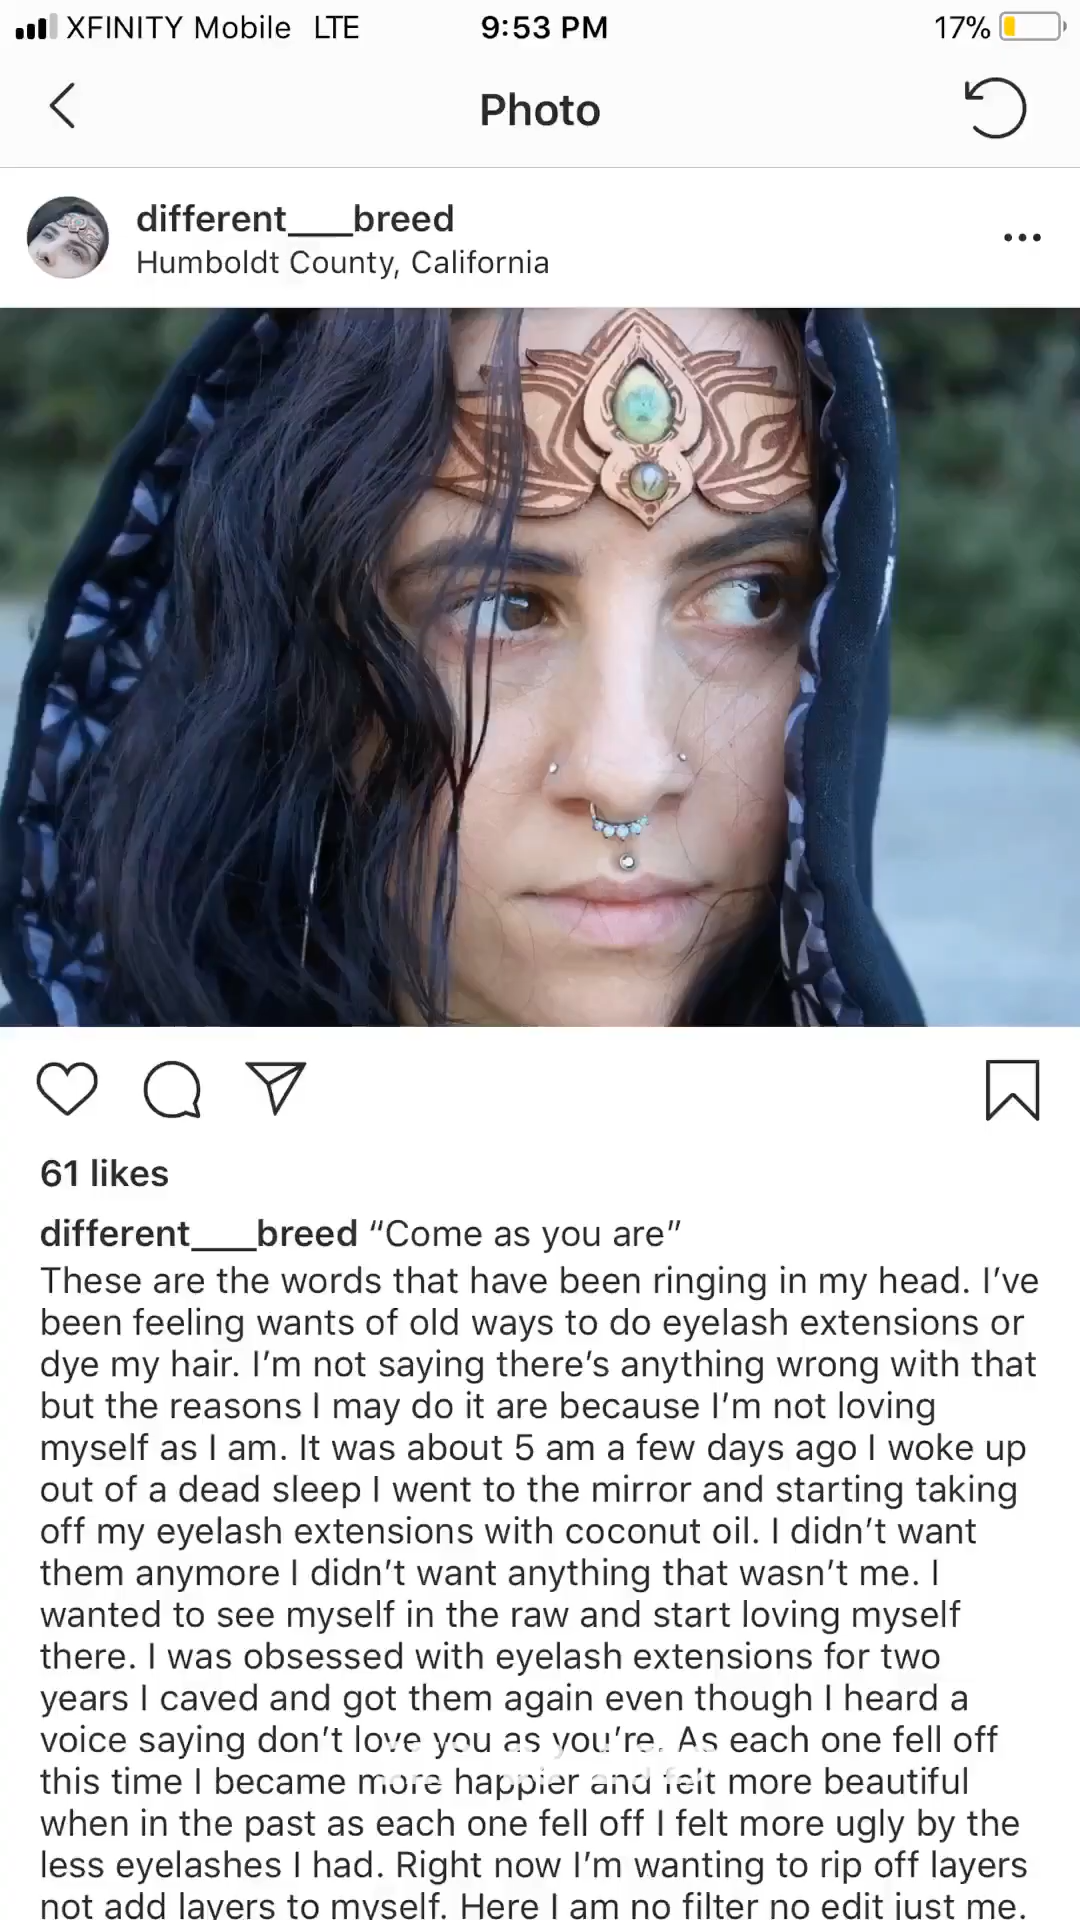 XFINITY Mobile LTE 9:53 PM 17%
Photo
different____breed
Humboldt County, California
61 likes
different____breed “Come as you are”
These are the words that have been ringing in my head. I’ve
been feeling wants of old ways to do eyelash extensions or
dye my hair. I’m not saying there’s anything wrong with that
but the reasons I may do it are because I’m not loving
myself as I am. It was about 5 am a few days ago I woke up
out of a dead sleep I went to the mirror and starting taking
off my eyelash extensions with coconut oil. I didn’t want
them anymore I didn’t want anything that wasn’t me. I
wanted to see myself in the raw and start loving myself
there. I was obsessed with eyelash extensions for two
years I caved and got them again even though I heard a
voice saying don’t love you as you’re. As each one fell off
this time I became more happier and felt more beautiful
when in the past as each one fell off I felt more ugly by the
less eyelashes I had. Right now I’m wanting to rip off layers
not add layers to myself. Here I am no filter no edit just me.